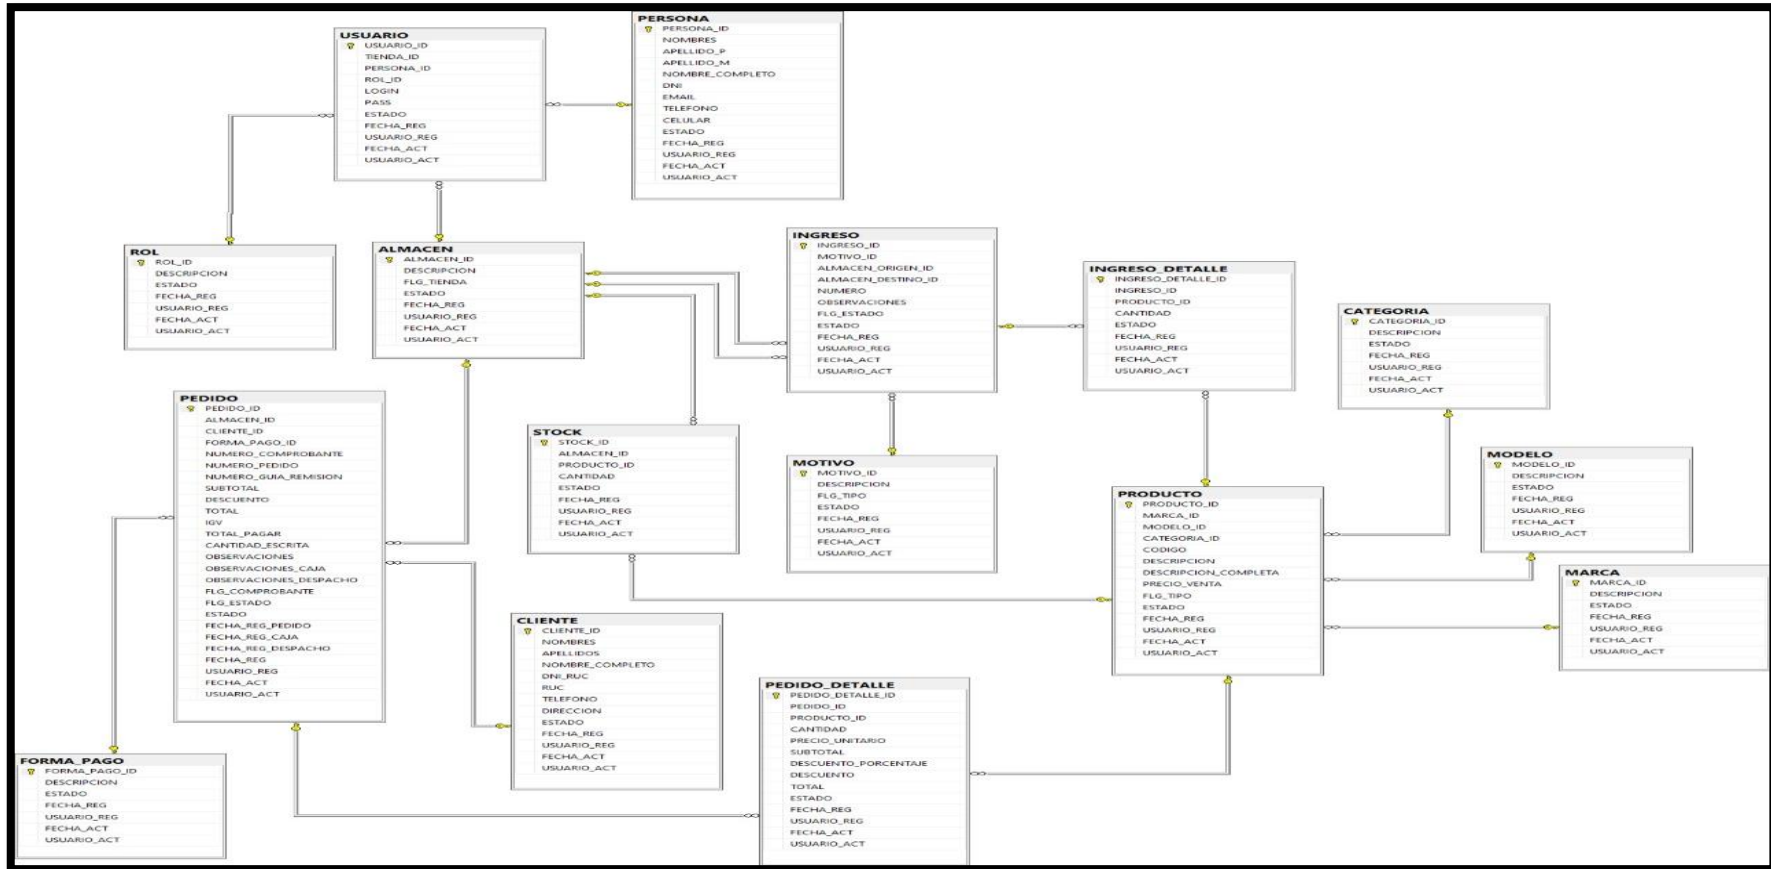 USUARIO
USUARIO_ID
TIENDA_ID
PERSONA_ID
ROL_ID
LOGIN
PASS
ESTADO
FECHA_REG
USUARIO_REG
FECHA_ACT
USUARIO_ACT
PERSONA
PERSONA_ID
NOMBRES
APELLIDO_P
APELLIDO_M
NOMBRE_COMPLETO
DNI
EMAIL
TELEFONO
CELULAR
ESTADO
FECHA_REG
USUARIO_REG
FECHA_ACT
USUARIO_ACT
ROL
ROL_ID
DESCRIPCION
ESTADO
FECHA_REG
USUARIO_REG
FECHA_ACT
USUARIO_ACT
ALMACEN
ALMACEN_ID
DESCRIPCION
FLG_TIENDA
ESTADO
FECHA_REG
USUARIO_REG
FECHA_ACT
USUARIO_ACT
INGRESO
INGRESO_ID
MOTIVO_ID
ALMACEN_ORIGEN_ID
ALMACEN_DESTINO_ID
NUMERO
OBSERVACIONES
FLG_ESTADO
ESTADO
FECHA_REG
USUARIO_REG
FECHA_ACT
USUARIO_ACT
INGRESO_DETALLE
INGRESO_DETALLE_ID
INGRESO_ID
PRODUCTO_ID
CANTIDAD
ESTADO
FECHA_REG
USUARIO_REG
FECHA_ACT
USUARIO_ACT
CATEGORIA
CATEGORIA_ID
DESCRIPCION
ESTADO
FECHA_REG
USUARIO_REG
FECHA_ACT
USUARIO_ACT
PEDIDO
PEDIDO_ID
ALMACEN_ID
CLIENTE_ID
FORMA_PAGO_ID
NUMERO_COMPROBANTE
NUMERO_PEDIDO
NUMERO_GUIA_REMISION
SUBTOTAL
DESCUENTO
TOTAL
IGV
TOTAL_PAGAR
CANTIDAD_ESCRITA
OBSERVACIONES
OBSERVACIONES_CAJA
OBSERVACIONES_DESPACHO
FLG_COMPROBANTE
FLG_ESTADO
ESTADO
FECHA_REG_PEDIDO
FECHA_REG_CAJA
FECHA_REG_DESPACHO
FECHA_REG
USUARIO_REG
FECHA_ACT
USUARIO_ACT
STOCK
STOCK_ID
ALMACEN_ID
PRODUCTO_ID
CANTIDAD
ESTADO
FECHA_REG
USUARIO_REG
FECHA_ACT
USUARIO_ACT
MOTIVO
MOTIVO_ID
DESCRIPCION
FLG_TIPO
ESTADO
FECHA_REG
USUARIO_REG
FECHA_ACT
USUARIO_ACT
PRODUCTO
PRODUCTO_ID
MARCA_ID
MODELO_ID
CATEGORIA_ID
CODIGO
DESCRIPCION
DESCRIPCION_COMPLETA
PRECIO_VENTA
FLG_TIPO
ESTADO
FECHA_REG
USUARIO_REG
FECHA_ACT
USUARIO_ACT
MODELO
MODELO_ID
DESCRIPCION
ESTADO
FECHA_REG
USUARIO_REG
FECHA_ACT
USUARIO_ACT
MARCA
MARCA_ID
DESCRIPCION
ESTADO
FECHA_REG
USUARIO_REG
FECHA_ACT
USUARIO_ACT
CLIENTE
CLIENTE_ID
NOMBRES
APELLIDOS
NOMBRE_COMPLETO
DNI_RUC
RUC
TELEFONO
DIRECCION
ESTADO
FECHA_REG
USUARIO_REG
FECHA_ACT
USUARIO_ACT
PEDIDO_DETALLE
PEDIDO_DETALLE_ID
PEDIDO_ID
PRODUCTO_ID
CANTIDAD
PRECIO_UNITARIO
SUBTOTAL
DESCUENTO_PORCENTAJE
DESCUENTO
TOTAL
ESTADO
FECHA_REG
USUARIO_REG
FECHA_ACT
USUARIO_ACT
FORMA_PAGO
FORMA_PAGO_ID
DESCRIPCION
ESTADO
FECHA_REG
USUARIO_REG
FECHA_ACT
USUARIO_ACT